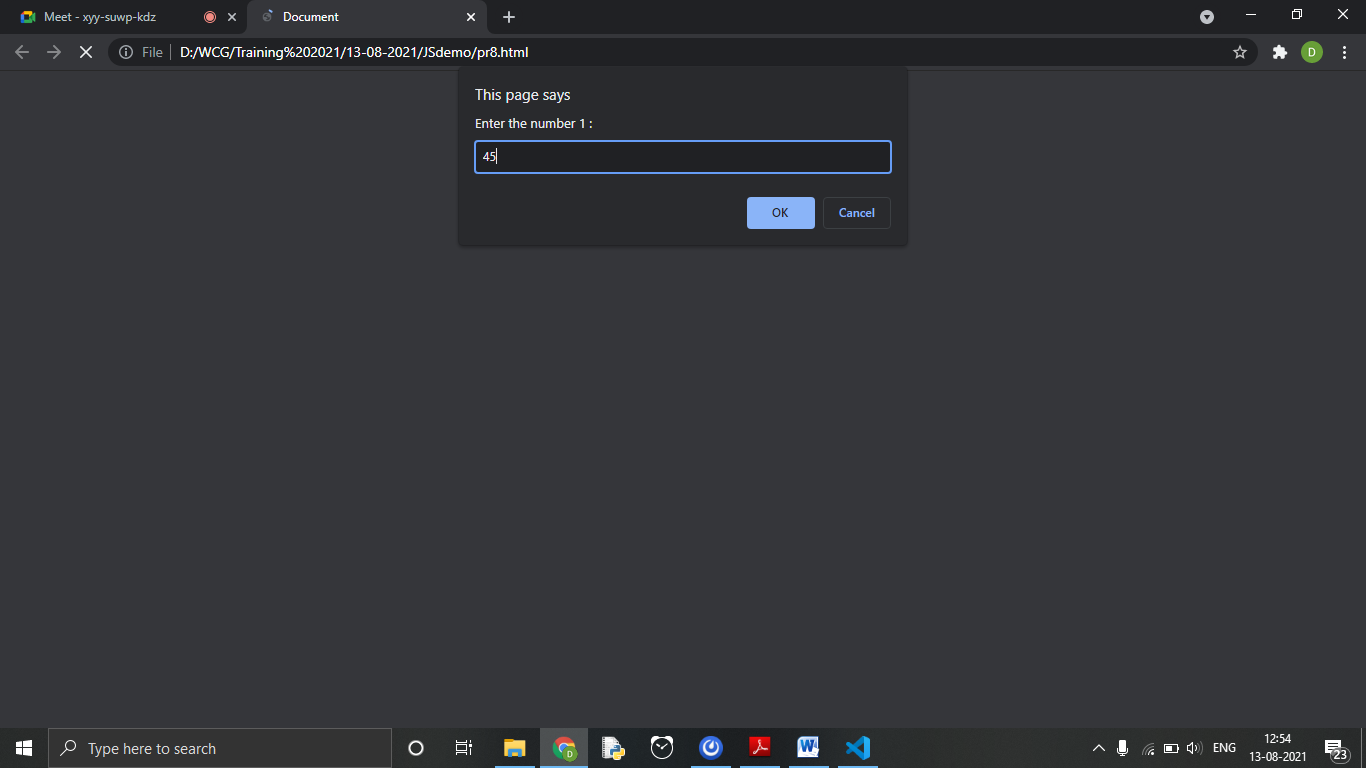 Meet - xyy-suwp-kdz
Document
File
D:/WCG/Training%202021/13-08-2021/JSdemo/pr8.html
D
This page says
Enter the number 1 :
45
OK
Cancel
Type here to search
D
W
ENG
12:54
13-08-2021
23